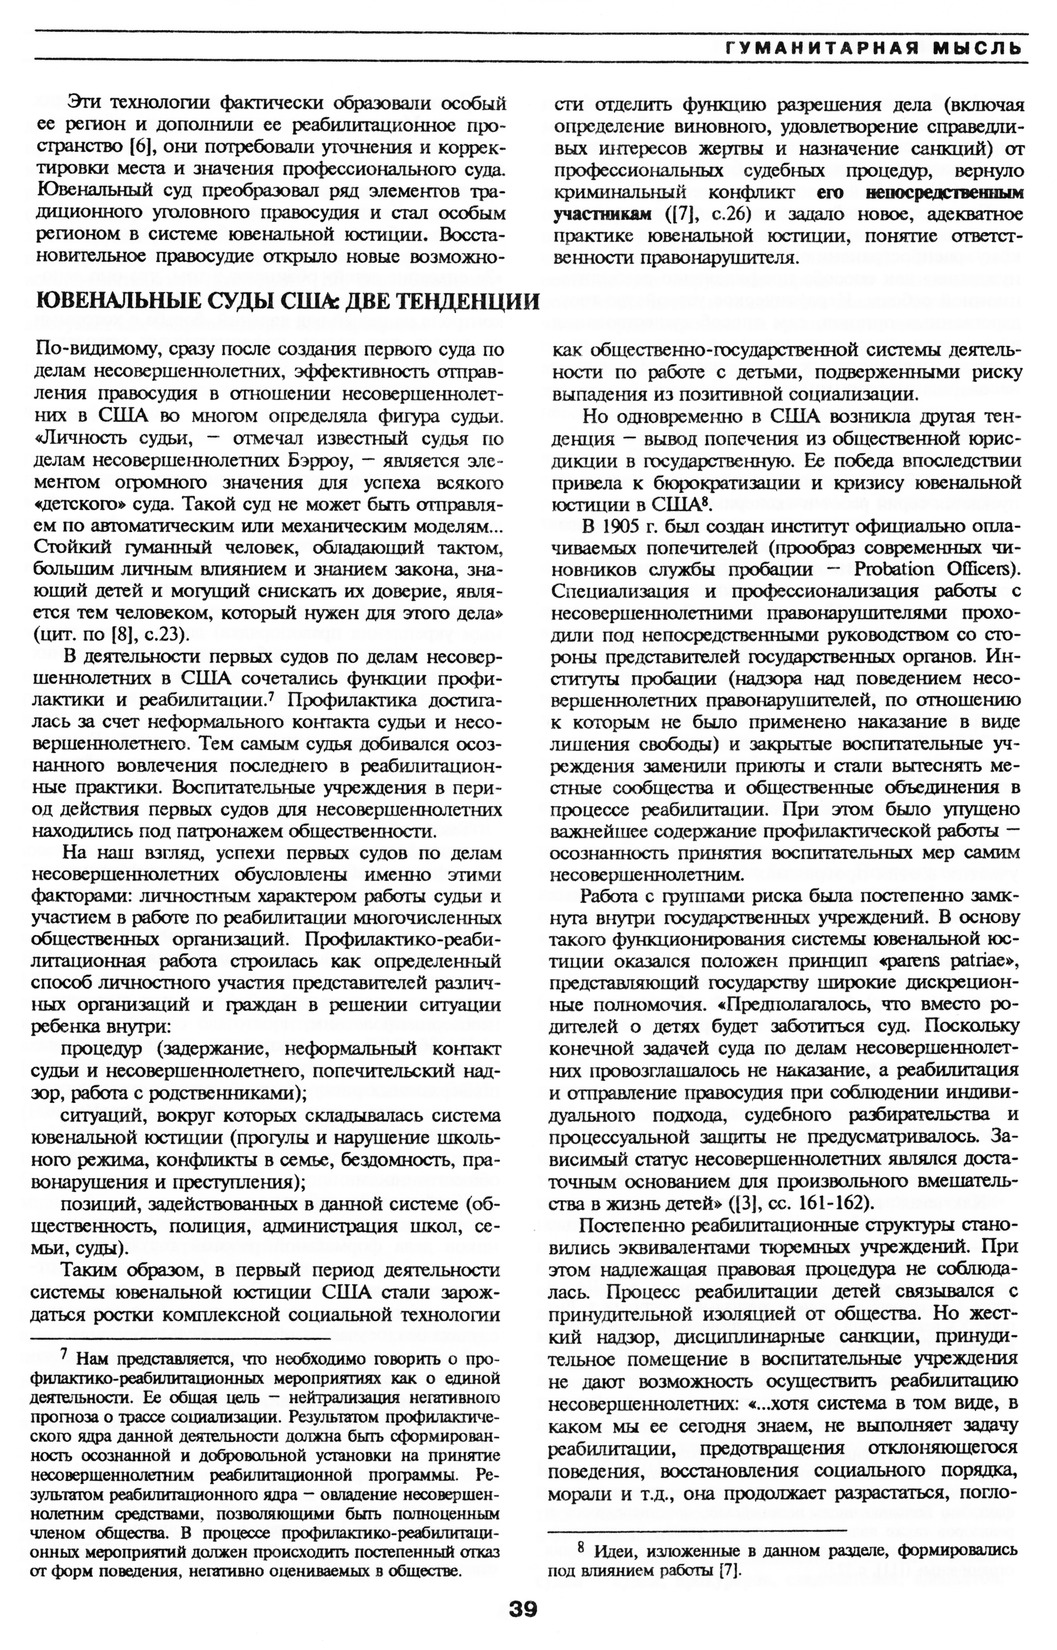 ГУМАНИТАРНАЯ МЫСЛЬ
Эти технологии фактически образовали особый
ее регион и дополнили ее реабилитационное про-
странство [6], они потребовали уточнения и коррек-
тировки места и значения профессионального суда.
Ювенальный суд преобразовал ряд элементов тра-
диционного уголовного правосудия и стал особым
регионом в системе ювенальной юстиции. Восста-
новительное правосудие открыло новые возможно-
сти отделить функцию разрешения дела (включая
определение виновного, удовлетворение справедли-
вых интересов жертвы и назначение санкций) от
профессиональных судебных процедур, вернуло
криминальный конфликт его непосредственным
участникам ([7], с.26) и задало новое, адекватное
практике ювенальной юстиции, понятие ответст-
венности правонарушителя.
ЮВЕНАЛЬНЫЕ СУДЫ США: ДВЕ ТЕНДЕНЦИИ
По-видимому, сразу после создания первого суда по
делам несовершеннолетних, эффективность отправ-
ления правосудия в отношении несовершеннолет-
них в США во многом определяла фигура судьи.
«Личность судьи, — отмечал известный судья по
делам несовершеннолетних Бэрроу, — является эле-
ментом огромного значения для успеха всякого
«детского» суда. Такой суд не может быть отправля-
ем по автоматическим или механическим моделям...
Стойкий гуманный человек, обладающий тактом,
большим личным влиянием и знанием закона, зна-
ющий детей и могущий снискать их доверие, явля-
ется тем человеком, который нужен для этого дела»
(цит. по [8], с.23).
В деятельности первых судов по делам несовер-
шеннолетних в США сочетались функции профи-
лактики и реабилитации.⁷ Профилактика достига-
лась за счет неформального контакта судьи и несо-
вершеннолетнего. Тем самым судья добивался осоз-
нанного вовлечения последнего в реабилитацион-
ные практики. Воспитательные учреждения в пери-
од действия первых судов для несовершеннолетних
находились под патронажем общественности.
На наш взгляд, успехи первых судов по делам
несовершеннолетних обусловлены именно этими
факторами: личностным характером работы судьи и
участием в работе по реабилитации многочисленных
общественных организаций. Профилактико-реаби-
литационная работа строилась как определенный
способ личностного участия представителей различ-
ных организаций и граждан в решении ситуации
ребенка внутри:
процедур (задержание, неформальный контакт
судьи и несовершеннолетнего, попечительский над-
зор, работа с родственниками);
ситуаций, вокруг которых складывалась система
ювенальной юстиции (прогулы и нарушение школь-
ного режима, конфликты в семье, бездомность, пра-
вонарушения и преступления);
позиций, задействованных в данной системе (об-
щественность, полиция, администрация школ, се-
мьи, суды).
Таким образом, в первый период деятельности
системы ювенальной юстиции США стали зарож-
даться ростки комплексной социальной технологии
⁷ Нам представляется, что необходимо говорить о про-
филактико-реабилитационных мероприятиях как о единой
деятельности. Ее общая цель — нейтрализация негативного
прогноза о трассе социализации. Результатом профилактиче-
ского ядра данной деятельности должна быть сформирован-
ность осознанной и добровольной установки на принятие
несовершеннолетним реабилитационной программы. Ре-
зультатом реабилитационного ядра — овладение несовершен-
нолетним средствами, позволяющими быть полноценным
членом общества. В процессе профилактико-реабилитаци-
онных мероприятий должен происходить постепенный отказ
от форм поведения, негативно оцениваемых в обществе.
как общественно-государственной системы деятель-
ности по работе с детьми, подверженными риску
выпадения из позитивной социализации.
Но одновременно в США возникла другая тен-
денция — вывод попечения из общественной юрис-
дикции в государственную. Ее победа впоследствии
привела к бюрократизации и кризису ювенальной
юстиции в США⁸.
В 1905 г. был создан институт официально опла-
чиваемых попечителей (прообраз современных чи-
новников службы пробации — Probation Officers).
Специализация и профессионализация работы с
несовершеннолетними правонарушителями прохо-
дили под непосредственными руководством со сто-
роны представителей государственных органов. Ин-
ституты пробации (надзора над поведением несо-
вершеннолетних правонарушителей, по отношению
к которым не было применено наказание в виде
лишения свободы) и закрытые воспитательные уч-
реждения заменили приюты и стали вытеснять ме-
стные сообщества и общественные объединения в
процессе реабилитации. При этом было упущено
важнейшее содержание профилактической работы —
осознанность принятия воспитательных мер самим
несовершеннолетним.
Работа с группами риска была постепенно замк-
нута внутри государственных учреждений. В основу
такого функционирования системы ювенальной юс-
тиции оказался положен принцип «parens patriae»,
представляющий государству широкие дискрецион-
ные полномочия. «Предполагалось, что вместо ро-
дителей о детях будет заботиться суд. Поскольку
конечной задачей суда по делам несовершеннолет-
них провозглашалось не наказание, а реабилитация
и отправление правосудия при соблюдении индиви-
дуального подхода, судебного разбирательства и
процессуальной защиты не предусматривалось. За-
висимый статус несовершеннолетних являлся доста-
точным основанием для произвольного вмешатель-
ства в жизнь детей» ([3], сс. 161-162).
Постепенно реабилитационные структуры стано-
вились эквивалентами тюремных учреждений. При
этом надлежащая правовая процедура не соблюда-
лась. Процесс реабилитации детей связывался с
принудительной изоляцией от общества. Но жест-
кий надзор, дисциплинарные санкции, принуди-
тельное помещение в воспитательные учреждения
не дают возможность осуществить реабилитацию
несовершеннолетних: «...хотя система в том виде, в
каком мы ее сегодня знаем, не выполняет задачу
реабилитации, предотвращения отклоняющегося
поведения, восстановления социального порядка,
морали и т.д., она продолжает разрастаться, погло-
⁸ Идеи, изложенные в данном разделе, формировались
под влиянием работы [7].
39